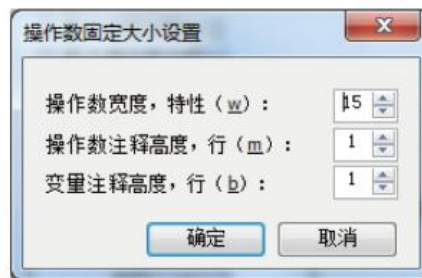 操作数固定大小设置
操作数宽度，特性（w）： 15
操作数注释高度，行（m）： 1
变量注释高度，行（b）： 1
确定 取消